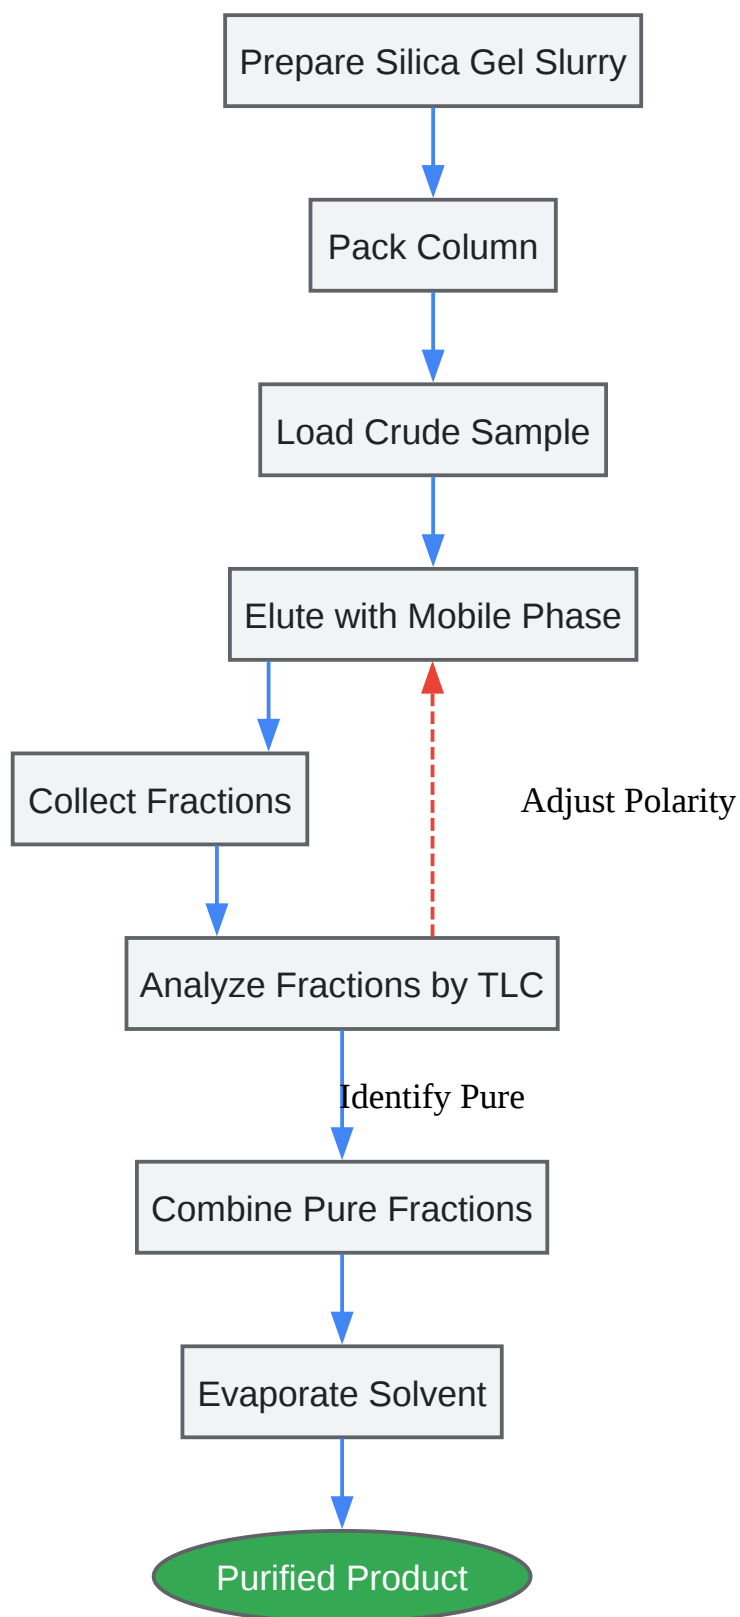 Prepare Silica Gel Slurry
Pack Column
Load Crude Sample
Elute with Mobile Phase
Collect Fractions
Adjust Polarity
Analyze Fractions by TLC
Identify Pure
Combine Pure Fractions
Evaporate Solvent
Purified Product